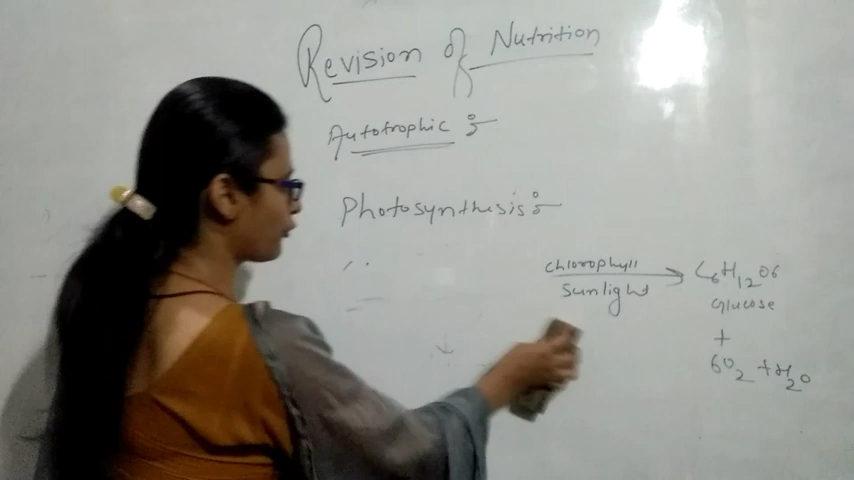 Revision of Nutrition
Autotrophic :-
Photosynthesis :-
chlorophyll
sunlight
C6H12O6
Glucose
+
6O2 + H2O